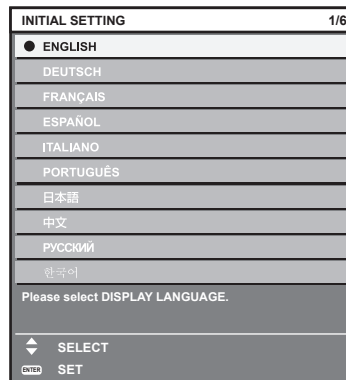 INITIAL SETTING 1/6
ENGLISH
DEUTSCH
FRANÇAIS
ESPAÑOL
ITALIANO
PORTUGUÊS
日本語
中文
РУССКИЙ
한국어
Please select DISPLAY LANGUAGE.
SELECT
ENTER SET